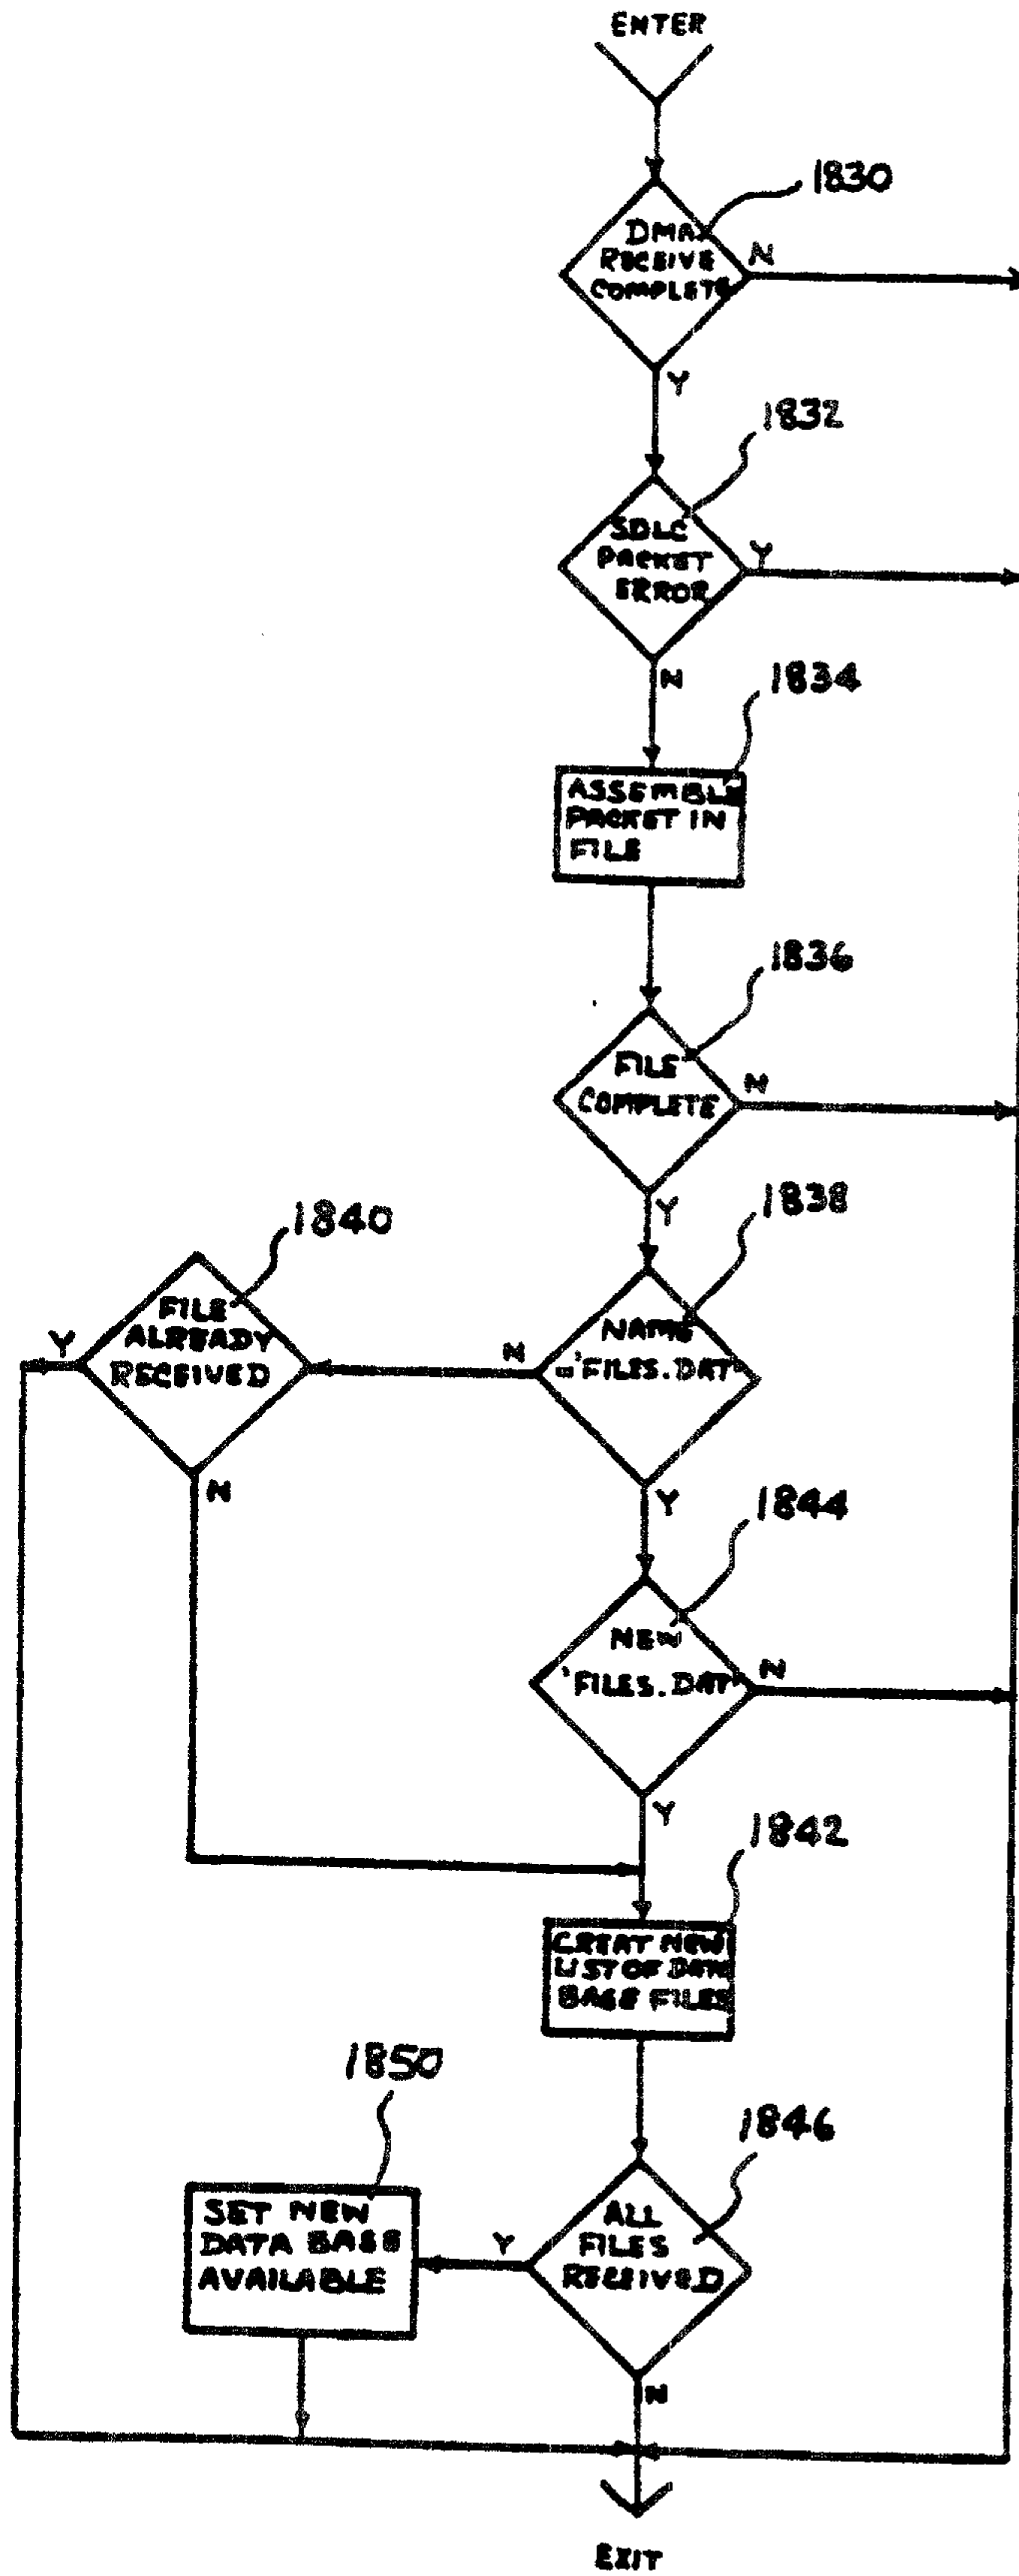 ENTER
1830
DMA
RECEIVE
COMPLETE
N
Y
1832
SDLC
PACKET
ERROR
Y
N
1834
ASSEMBLE
PACKET IN
FILE
1836
FILE
COMPLETE
N
Y
1838
1840
FILE
ALREADY
RECEIVED
Y
N
NAME
='FILES.DAT'
N
Y
1844
NEW
'FILES.DAT'
N
Y
1842
CREAT NEW
LIST OF DATA
BASE FILES
1850
1846
SET NEW
DATA BASE
AVAILABLE
ALL
FILES
RECEIVED
Y
N
EXIT